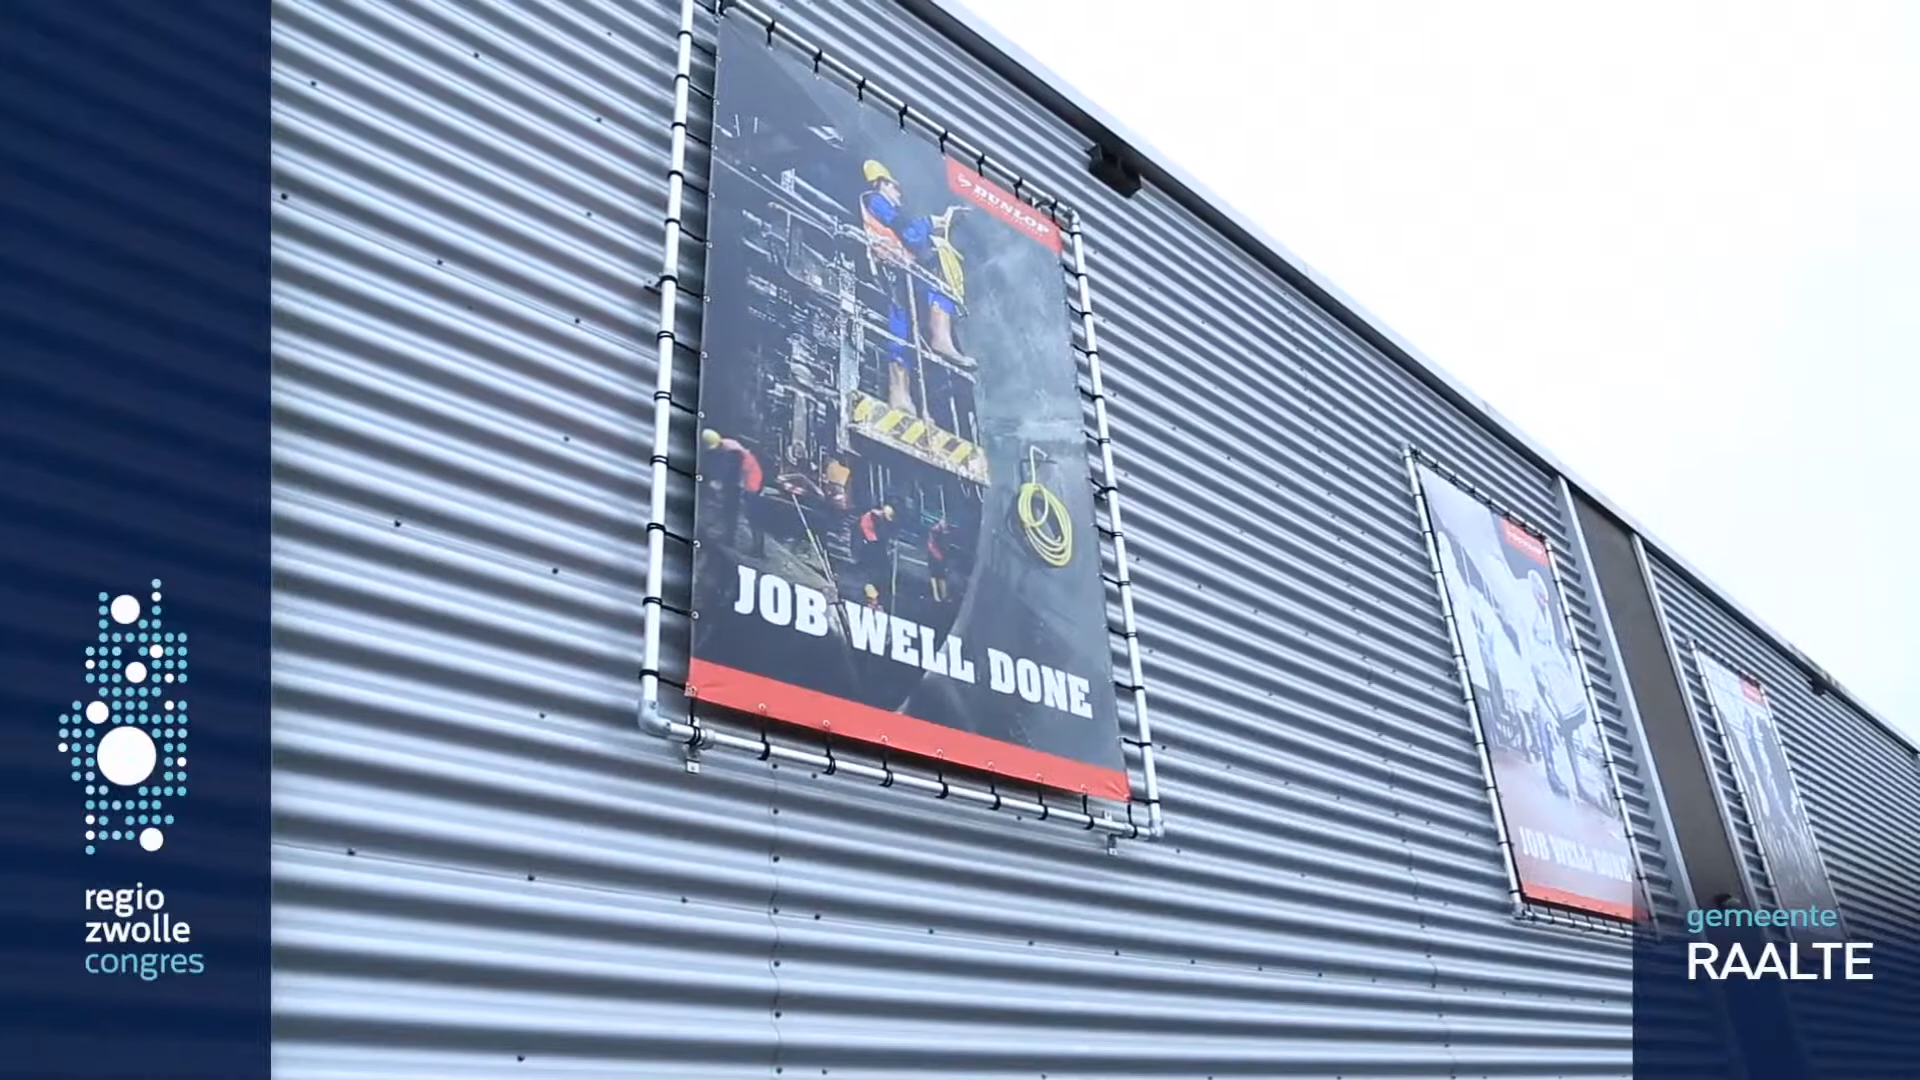 DUNLOP
JOB WELL DONE
JOB WELL DONE
regio
zwolle
congres
gemeente
RAALTE